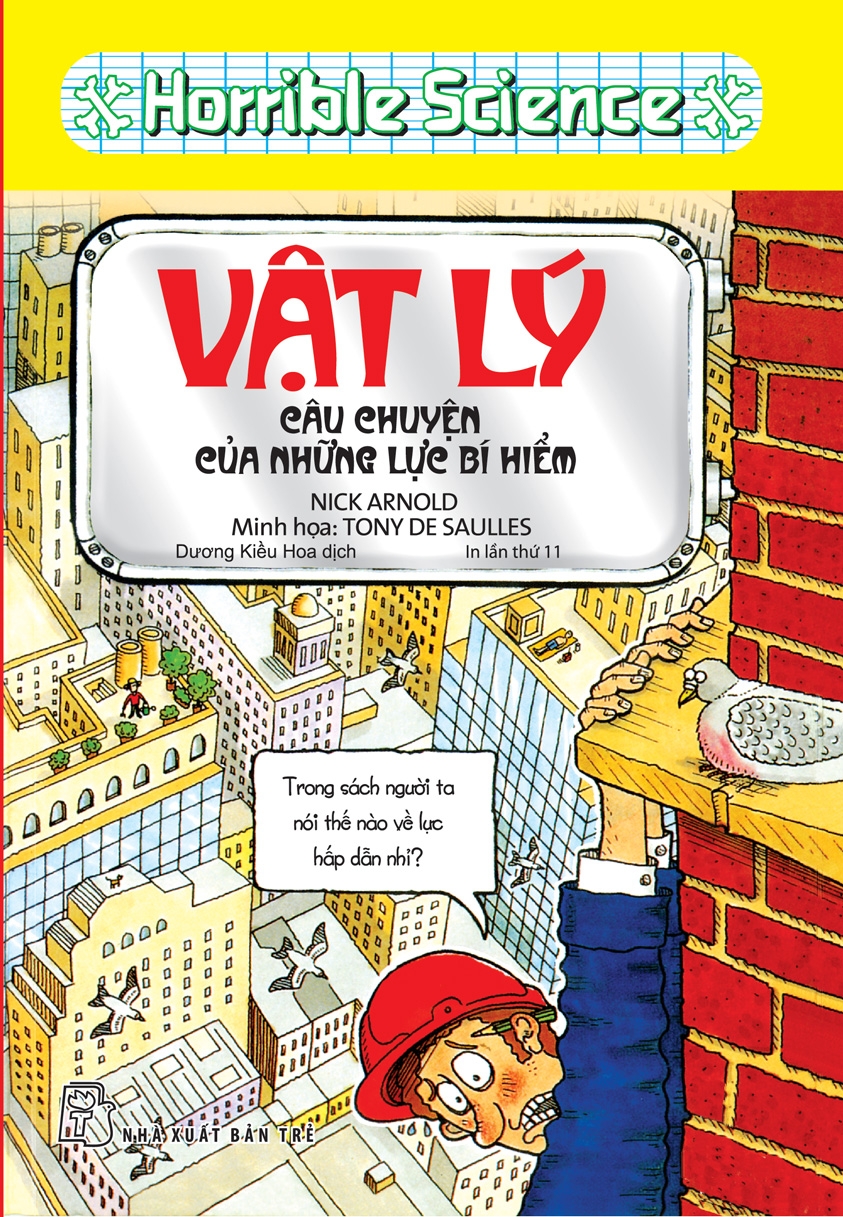 Horrible Science
VẬT LÝ
CÂU CHUYỆN
CỦA NHỮNG LỰC BÍ HIỂM
NICK ARNOLD
Minh họa: TONY DE SAULLES
Dương Kiều Hoa dịch In lần thứ 11
Trong sách người ta
nói thế nào về lực
hấp dẫn nhỉ?
NHÀ XUẤT BẢN TRẺ